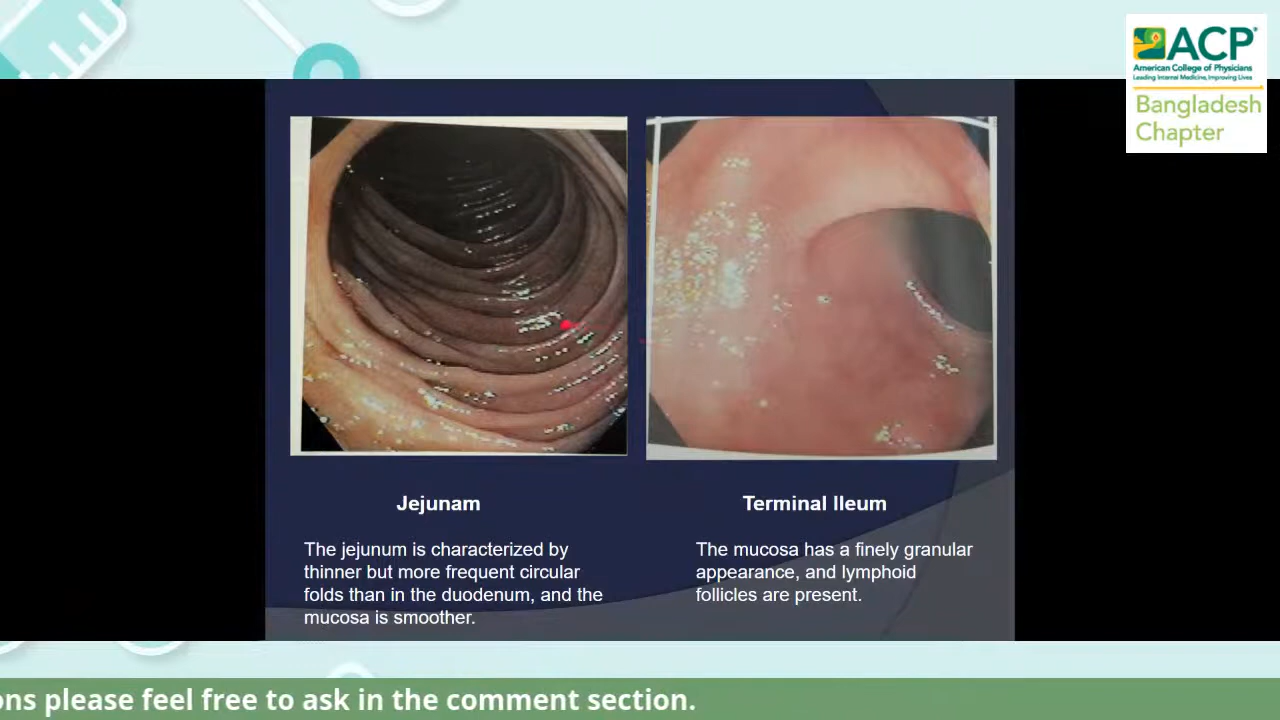 ACP®
American College of Physicians
Leading Internal Medicine, Improving Lives
Bangladesh
Chapter
Jejunam
The jejunum is characterized by
thinner but more frequent circular
folds than in the duodenum, and the
mucosa is smoother.
Terminal Ileum
The mucosa has a finely granular
appearance, and lymphoid
follicles are present.
ons please feel free to ask in the comment section.